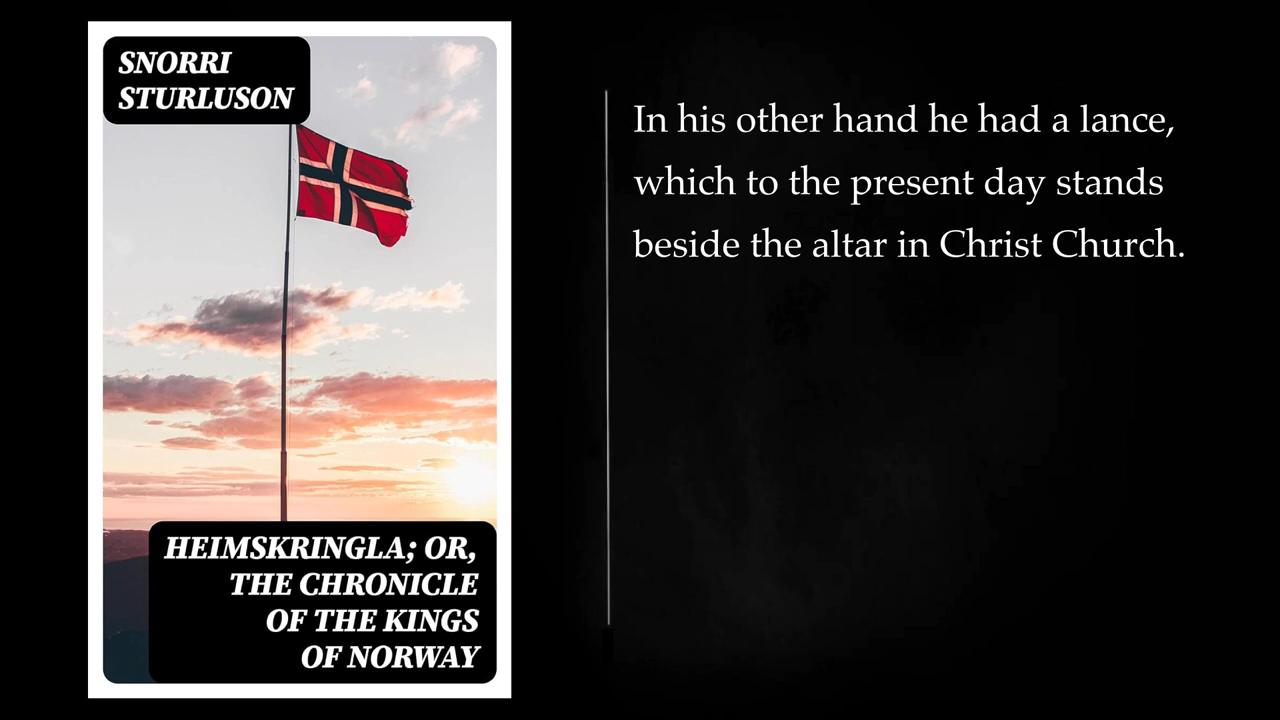 SNORRI
STURLUSON
HEIMSKRINGLA; OR,
THE CHRONICLE
OF THE KINGS
OF NORWAY
In his other hand he had a lance,
which to the present day stands
beside the altar in Christ Church.